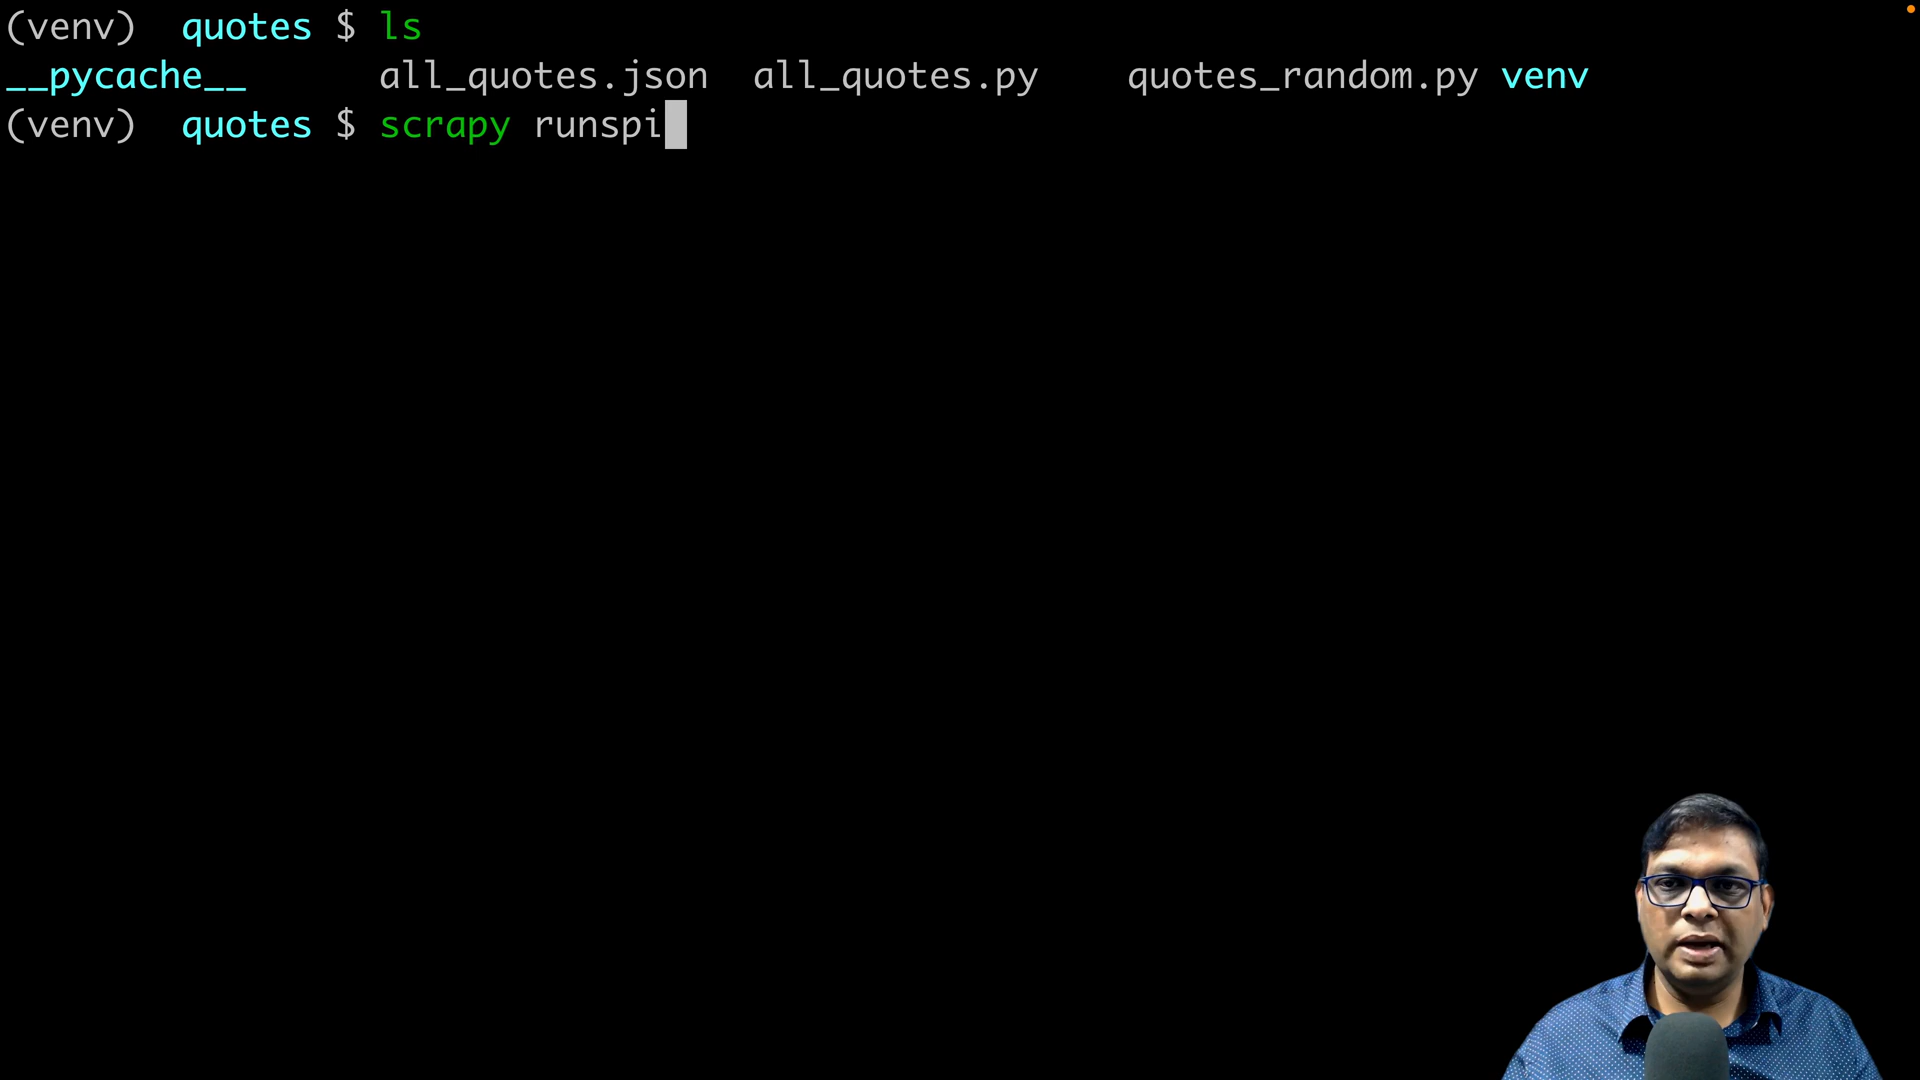 (venv) quotes $ ls
__pycache__ all_quotes.json all_quotes.py quotes_random.py venv
(venv) quotes $ scrapy runspi